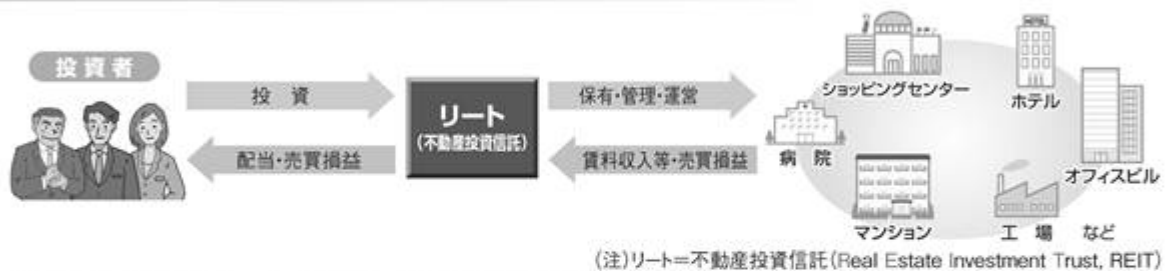 投資者
投 資
配当・売買損益
リート
(不動産投資信託)
保有・管理・運営
賃料収入等・売買損益
ショッピングセンター
HOTEL
ホテル
病 院
オフィスビル
マンション
工 場 など
(注)リート=不動産投資信託(Real Estate Investment Trust, REIT)